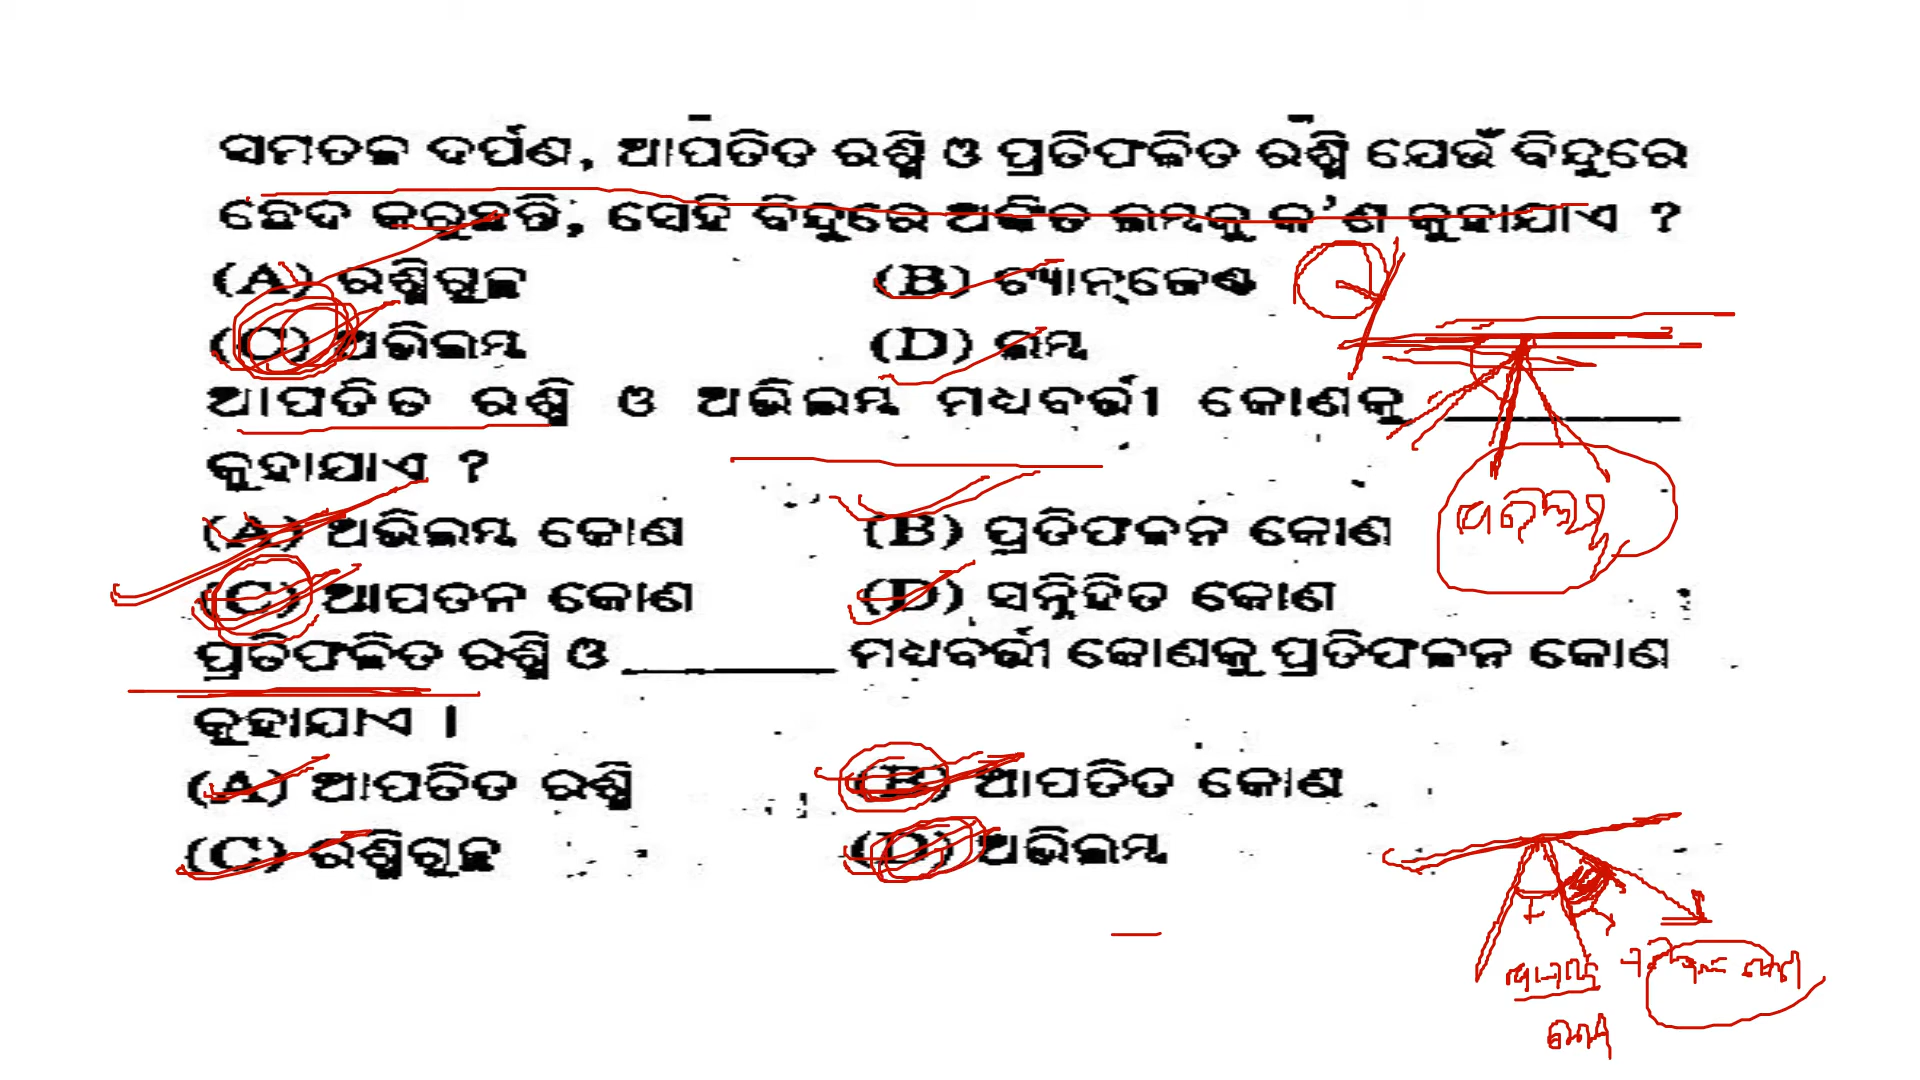 ସମତଳ ଦର୍ପଣ, ଆପତିତ ରଶ୍ମି ଓ ପ୍ରତିଫଳିତ ରଶ୍ମି ଯେଉଁ ବିନ୍ଦୁରେ
ଛେଦ କରୁଛନ୍ତି, ସେହି ବିନ୍ଦୁରେ ଅଙ୍କିତ ଲମ୍ବକୁ କ'ଣ କୁହାଯାଏ ?
(A) ରଶ୍ମିଗୁଚ୍ଛ (B) ଟ୍ୟାନ୍‌ଜେଣ୍ଟ
(C) ଅଭିଲମ୍ବ (D) ଲମ୍ବ
ଆପତିତ ରଶ୍ମି ଓ ଅଭିଲମ୍ବ ମଧ୍ୟବର୍ତ୍ତୀ କୋଣକୁ ________
କୁହାଯାଏ ?
(A) ଅଭିଲମ୍ବ କୋଣ (B) ପ୍ରତିଫଳନ କୋଣ
(C) ଆପତନ କୋଣ (D) ସନ୍ନିହିତ କୋଣ
ପ୍ରତିଫଳିତ ରଶ୍ମି ଓ ________ ମଧ୍ୟବର୍ତ୍ତୀ କୋଣକୁ ପ୍ରତିଫଳନ କୋଣ
କୁହାଯାଏ ।
(A) ଆପତିତ ରଶ୍ମି (B) ଆପତିତ କୋଣ
(C) ରଶ୍ମିଗୁଚ୍ଛ (D) ଅଭିଲମ୍ବ